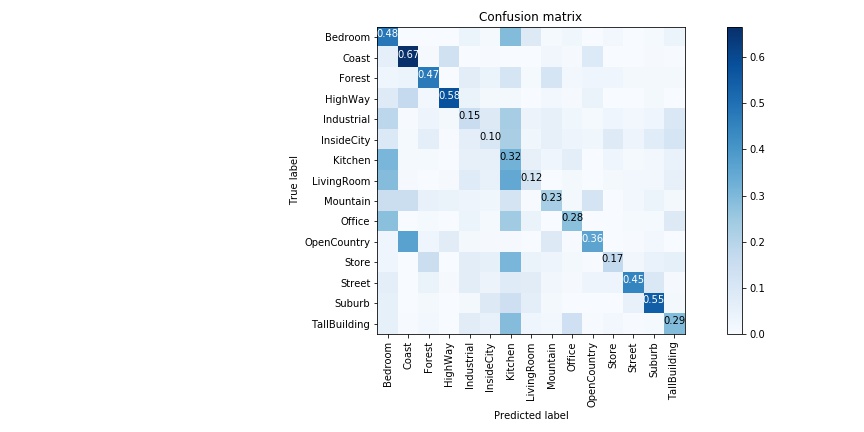 Confusion matrix
True label
Bedroom 0.48
Coast 0.67
Forest 0.47
HighWay 0.58
Industrial 0.15
InsideCity 0.10
Kitchen 0.32
LivingRoom 0.12
Mountain 0.23
Office 0.28
OpenCountry 0.36
Store 0.17
Street 0.45
Suburb 0.55
TallBuilding 0.29
Bedroom
Coast
Forest
HighWay
Industrial
InsideCity
Kitchen
LivingRoom
Mountain
Office
OpenCountry
Store
Street
Suburb
TallBuilding
Predicted label
0.6
0.5
0.4
0.3
0.2
0.1
0.0